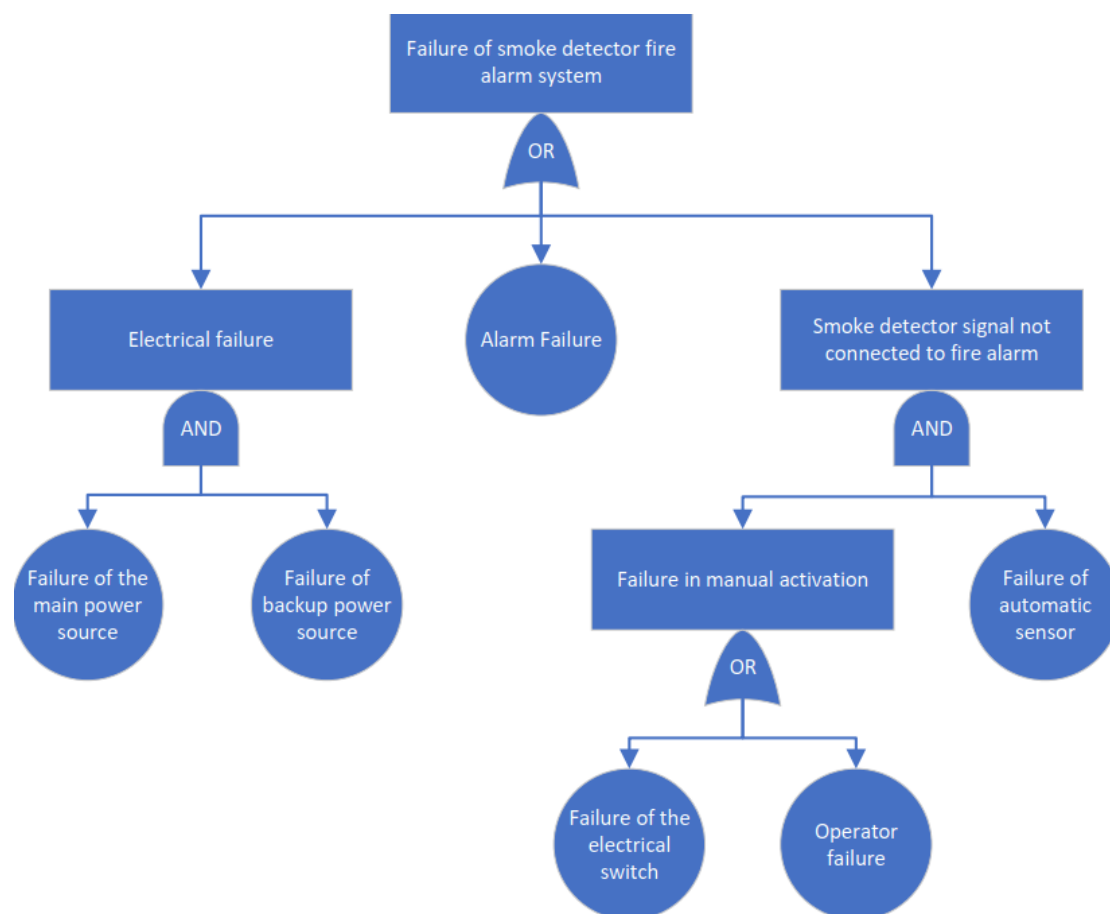 Failure of smoke detector fire
alarm system
OR
Electrical failure
Alarm Failure
Smoke detector signal not
connected to fire alarm
AND
AND
Failure of the
main power
source
Failure of
backup power
source
Failure in manual activation
Failure of
automatic
sensor
OR
Failure of the
electrical
switch
Operator
failure